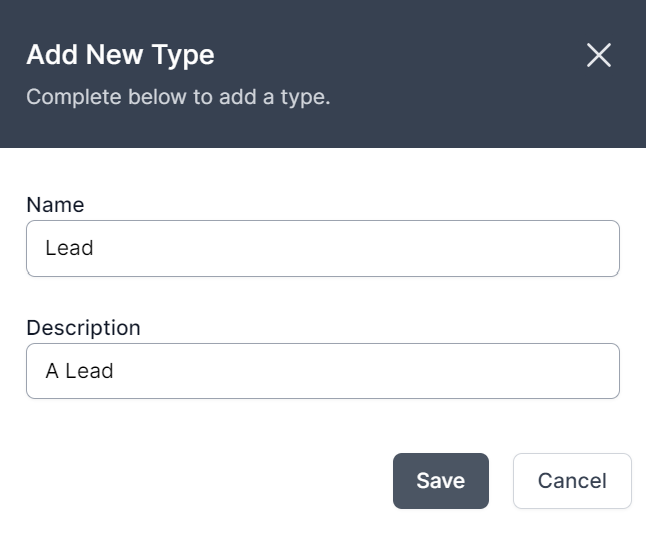 Add New Type
Complete below to add a type.
Name
Lead
Description
A Lead
Save Cancel